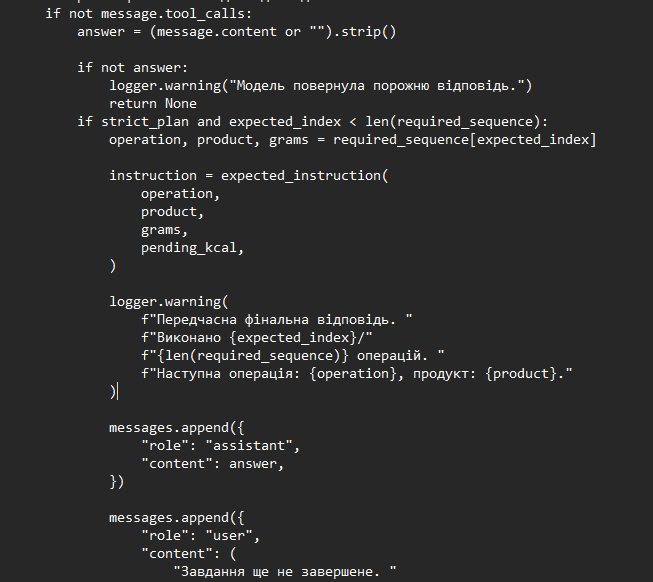 if not message.tool_calls:
answer = (message.content or "").strip()
if not answer:
logger.warning("Модель повернула порожню відповідь.")
return None
if strict_plan and expected_index < len(required_sequence):
operation, product, grams = required_sequence[expected_index]
instruction = expected_instruction(
operation,
product,
grams,
pending_kcal,
)
logger.warning(
f"Передчасна фінальна відповідь. "
f"Виконано {expected_index}/"
f"{len(required_sequence)} операцій. "
f"Наступна операція: {operation}, продукт: {product}."
)
messages.append({
"role": "assistant",
"content": answer,
})
messages.append({
"role": "user",
"content": (
"Завдання ще не завершене. "